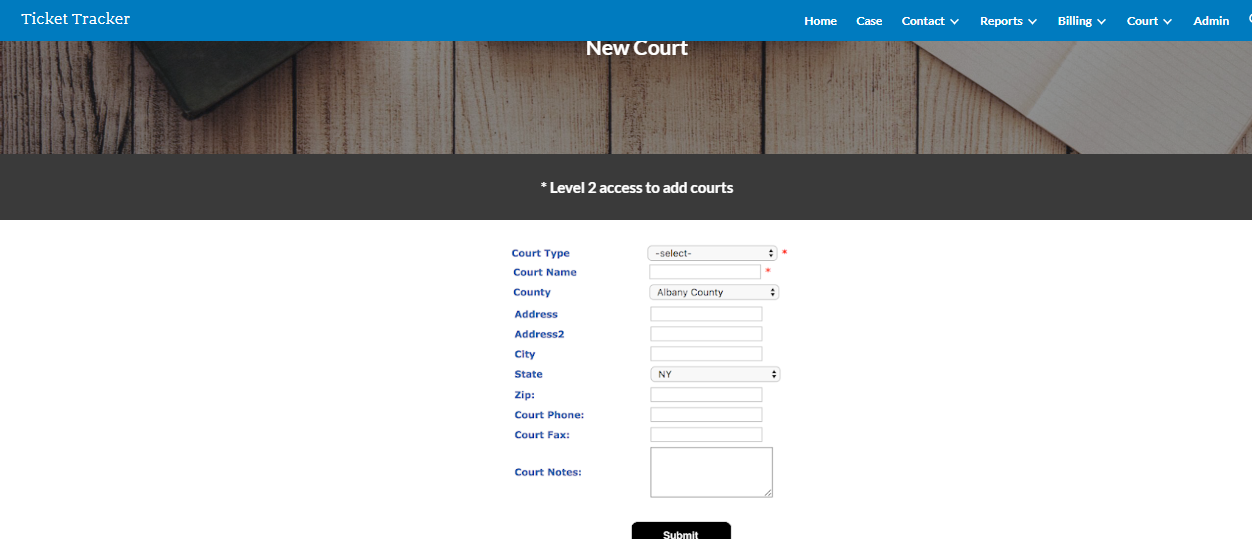 Ticket Tracker
Home Case Contact Reports Billing Court Admin
New Court
* Level 2 access to add courts
Court Type -select- *
Court Name *
County Albany County
Address
Address2
City
State NY
Zip:
Court Phone:
Court Fax:
Court Notes:
Submit